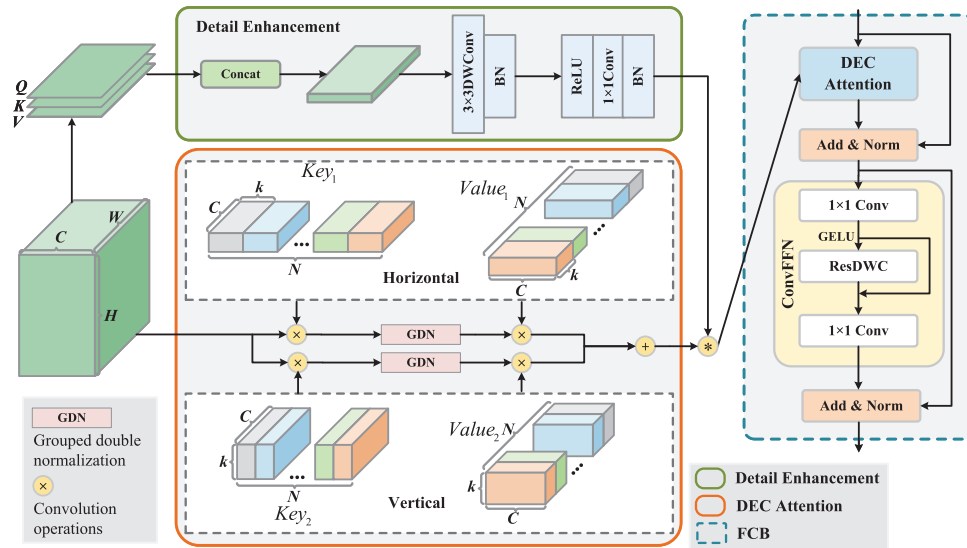 Detail Enhancement
Q
K
V
Concat
3×3DWConv
BN
ReLU
1×1Conv
BN
C
W
H
Key1
k
C
...
N
Value1
N
...
k
C
Horizontal
×
GDN
×
+
*
×
GDN
×
C
k
...
N
Key2
Value2
N
...
k
C
Vertical
GDN
Grouped double
normalization
×
Convolution
operations
DEC
Attention
Add & Norm
1×1 Conv
GELU
ResDWC
1×1 Conv
ConvFFN
Add & Norm
Detail Enhancement
DEC Attention
FCB